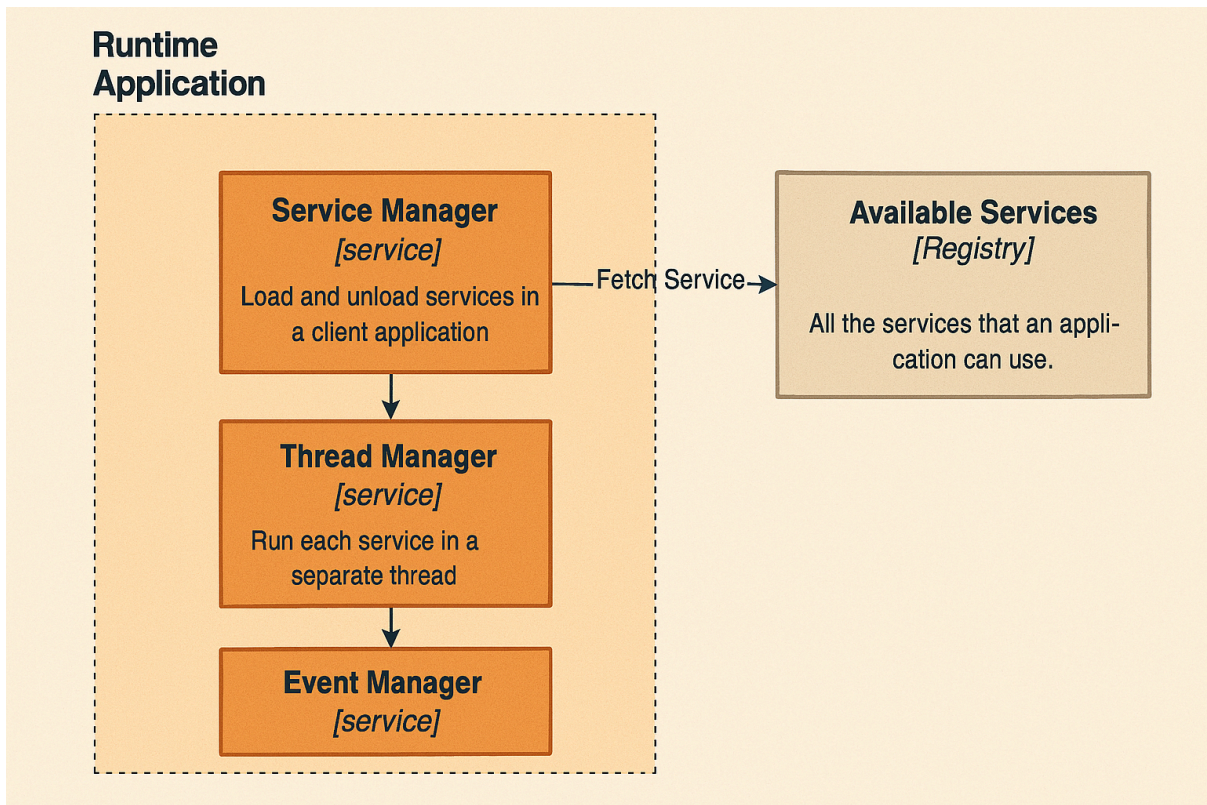 Runtime
Application
Service Manager
[service]
Load and unload services in
a client application
Fetch Service
Available Services
[Registry]
All the services that an appli-
cation can use.
Thread Manager
[service]
Run each service in a
separate thread
Event Manager
[service]